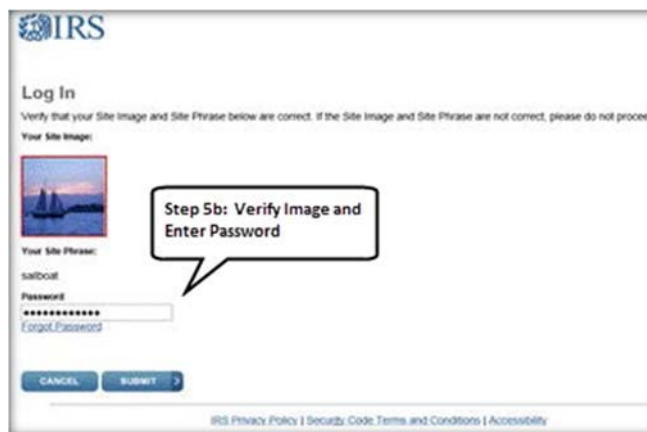 IRS
Log In
Verify that your Site Image and Site Phrase below are correct. If the Site Image and Site Phrase are not correct, please do not procee
Your Site Image:
Step 5b: Verify Image and
Enter Password
Your Site Phrase:
sailboat
Password
••••••••••••
Forgot Password
CANCEL SUBMIT
IRS Privacy Policy | Security Code Terms and Conditions | Accessibility